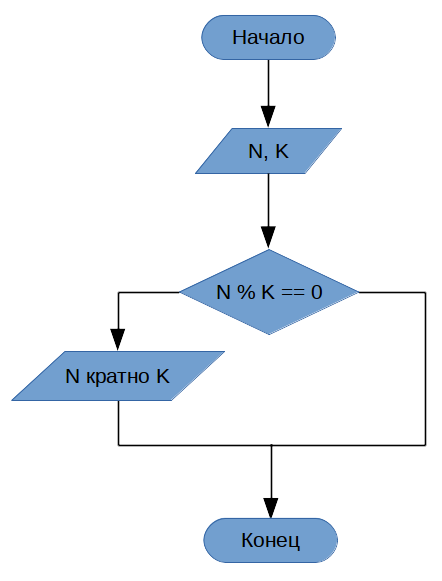 Начало
N, K
N % K == 0
N кратно K
Конец